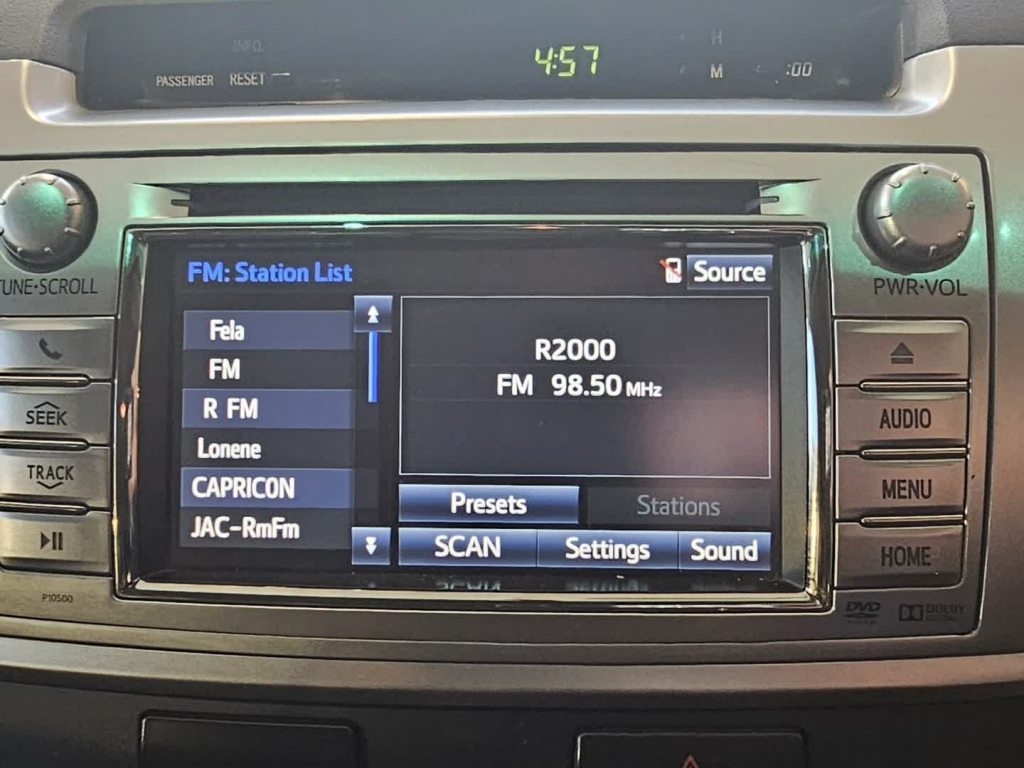 INFO.
PASSENGER RESET
4:57
H
M
:00
TUNE•SCROLL
PWR•VOL
FM: Station List
Source
Fela
FM
R FM
Lonene
CAPRICON
JAC-RmFm
R2000
FM 98.50 MHz
Presets
Stations
SCAN
Settings
Sound
SEEK
TRACK
AUDIO
MENU
HOME
P10500
DVD
DOLBY